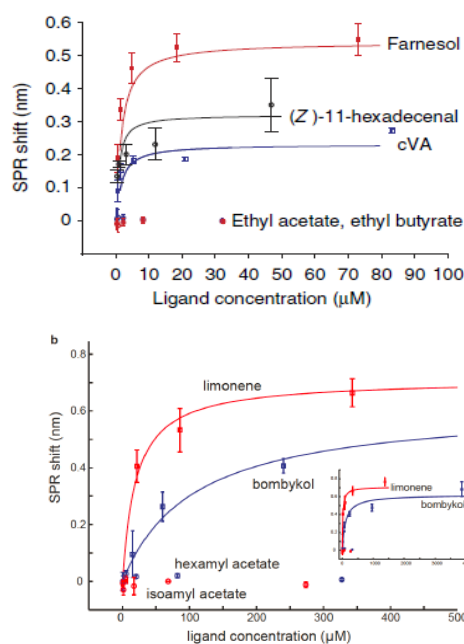 0.6
0.5
0.4
0.3
0.2
0.1
0
SPR shift (nm)
Farnesol
(Z)-11-hexadecenal
cVA
Ethyl acetate, ethyl butyrate
0 10 20 30 40 50 60 70 80 90 100
Ligand concentration (μM)
b
0.8
0.6
0.4
0.2
0
SPR shift (nm)
limonene
bombykol
hexamyl acetate
isoamyl acetate
limonene
bombykol
0 100 200 300 400 500
ligand concentration (μM)